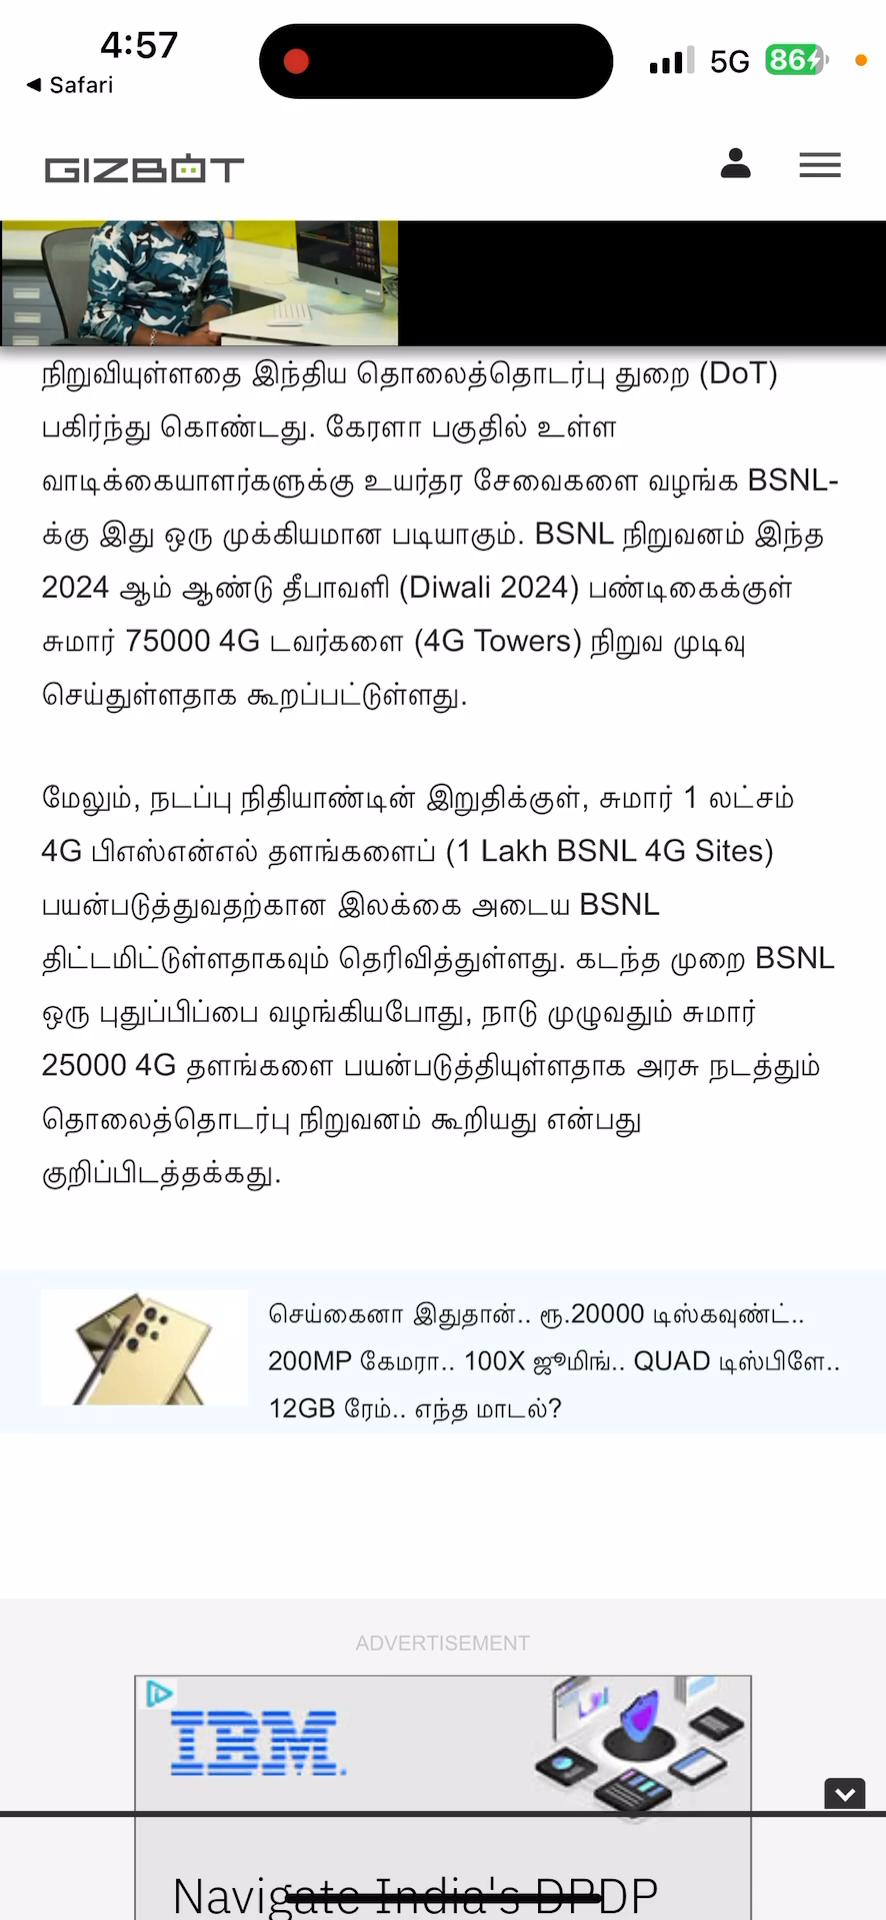 4:57
5G
86
Safari
GIZBOT
நிறுவியுள்ளதை இந்திய தொலைத்தொடர்பு துறை (DoT)
பகிர்ந்து கொண்டது. கேரளா பகுதில் உள்ள
வாடிக்கையாளர்களுக்கு உயர்தர சேவைகளை வழங்க BSNL-
க்கு இது ஒரு முக்கியமான படியாகும். BSNL நிறுவனம் இந்த
2024 ஆம் ஆண்டு தீபாவளி (Diwali 2024) பண்டிகைக்குள்
சுமார் 75000 4G டவர்களை (4G Towers) நிறுவ முடிவு
செய்துள்ளதாக கூறப்பட்டுள்ளது.
மேலும், நடப்பு நிதியாண்டின் இறுதிக்குள், சுமார் 1 லட்சம்
4G பிஎஸ்என்எல் தளங்களைப் (1 Lakh BSNL 4G Sites)
பயன்படுத்துவதற்கான இலக்கை அடைய BSNL
திட்டமிட்டுள்ளதாகவும் தெரிவித்துள்ளது. கடந்த முறை BSNL
ஒரு புதுப்பிப்பை வழங்கியபோது, நாடு முழுவதும் சுமார்
25000 4G தளங்களை பயன்படுத்தியுள்ளதாக அரசு நடத்தும்
தொலைத்தொடர்பு நிறுவனம் கூறியது என்பது
குறிப்பிடத்தக்கது.
செய்கைனா இதுதான்.. ரூ.20000 டிஸ்கவுண்ட்..
200MP கேமரா.. 100X ஜூமிங்.. QUAD டிஸ்பிளே..
12GB ரேம்.. எந்த மாடல்?
ADVERTISEMENT
IBM.
Navigate India's DPDP